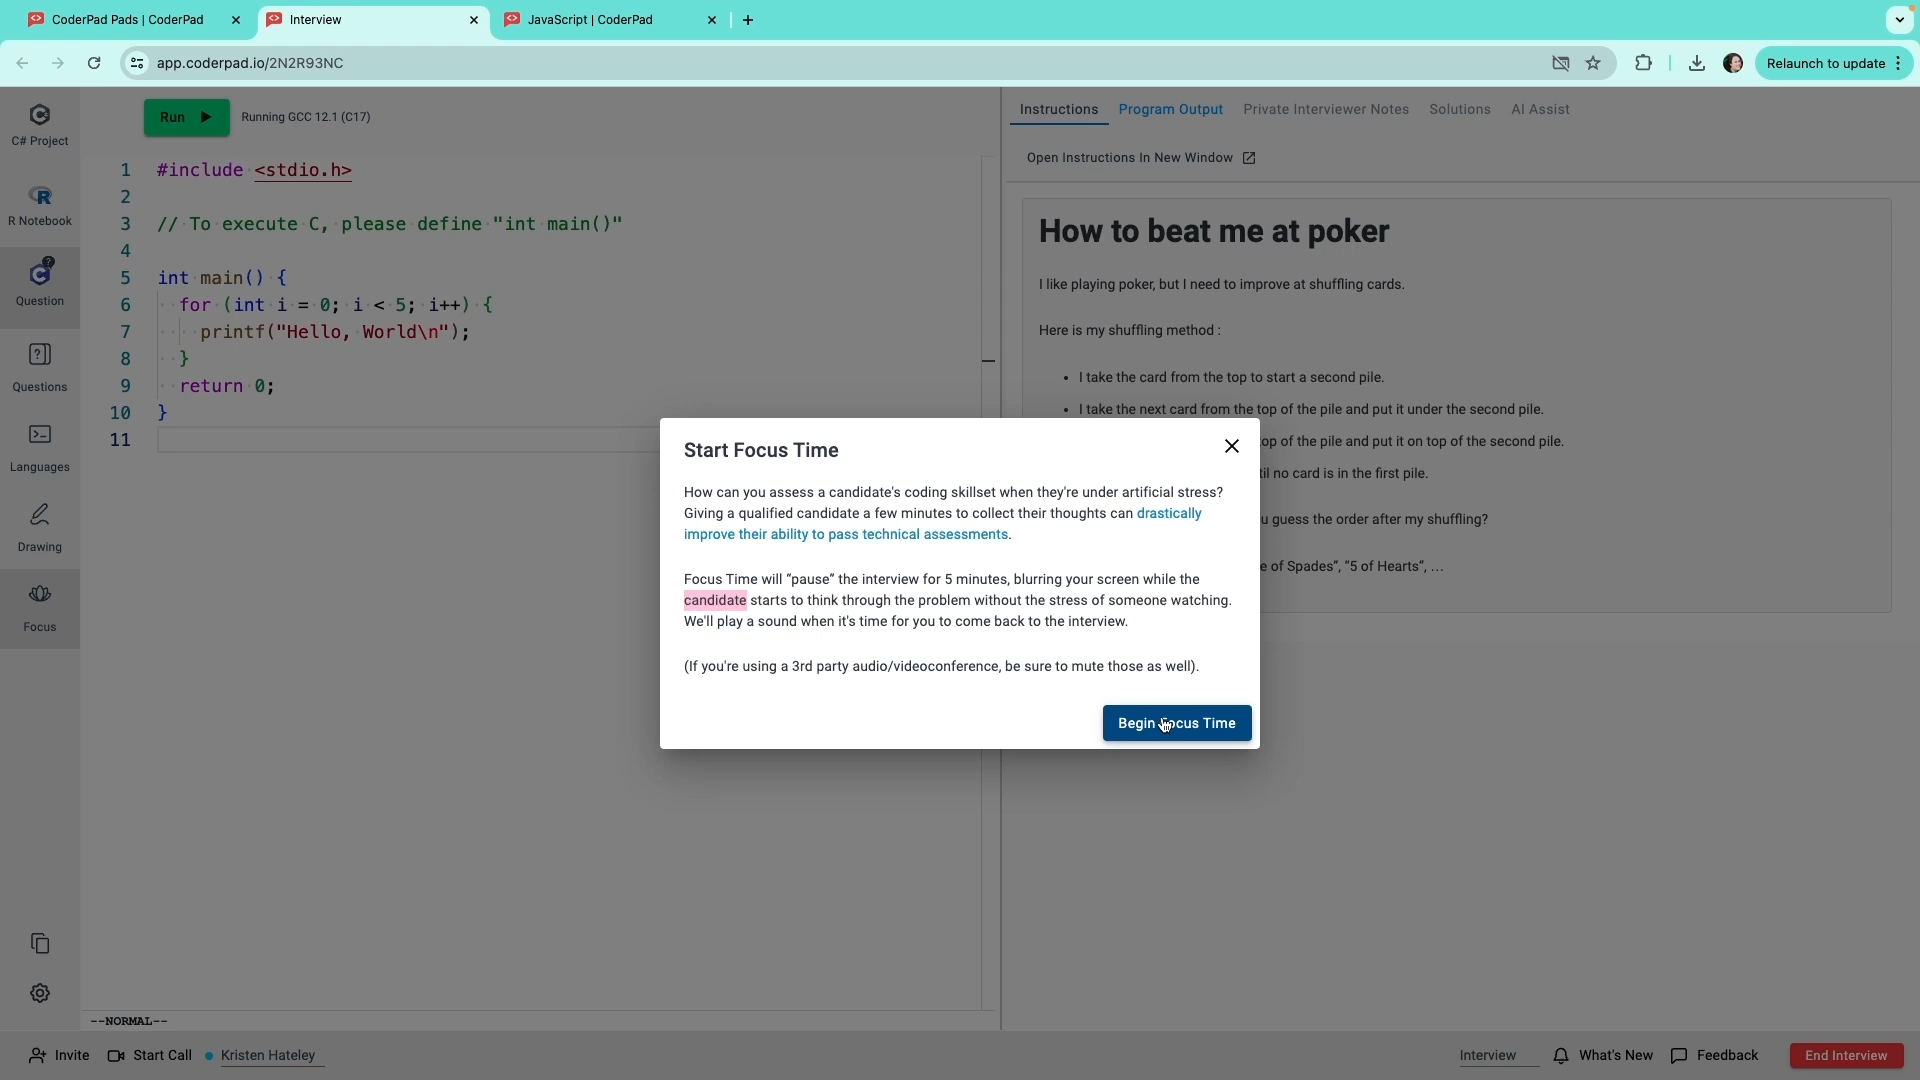 CoderPad Pads | CoderPad
Interview
JavaScript | CoderPad
app.coderpad.io/2N2R93NC
Relaunch to update
C# Project
R Notebook
Question
Questions
Languages
Drawing
Focus
Run
Running GCC 12.1 (C17)
1 #include <stdio.h>
2
3 // To execute C, please define "int main()"
4
5 int main() {
6 for (int i = 0; i < 5; i++) {
7 printf("Hello, World\n");
8 }
9 return 0;
10 }
11
--NORMAL--
Instructions Program Output Private Interviewer Notes Solutions AI Assist
Open Instructions In New Window
How to beat me at poker
I like playing poker, but I need to improve at shuffling cards.
Here is my shuffling method :
• I take the card from the top to start a second pile.
• I take the next card from the top of the pile and put it under the second pile.
top of the pile and put it on top of the second pile.
no card is in the first pile.
guess the order after my shuffling?
of Spades", "5 of Hearts", ...
Start Focus Time
How can you assess a candidate's coding skillset when they're under artificial stress?
Giving a qualified candidate a few minutes to collect their thoughts can drastically
improve their ability to pass technical assessments.
Focus Time will “pause” the interview for 5 minutes, blurring your screen while the
candidate starts to think through the problem without the stress of someone watching.
We'll play a sound when it's time for you to come back to the interview.
(If you're using a 3rd party audio/videoconference, be sure to mute those as well).
Begin Focus Time
Invite Start Call Kristen Hateley
Interview What's New Feedback End Interview